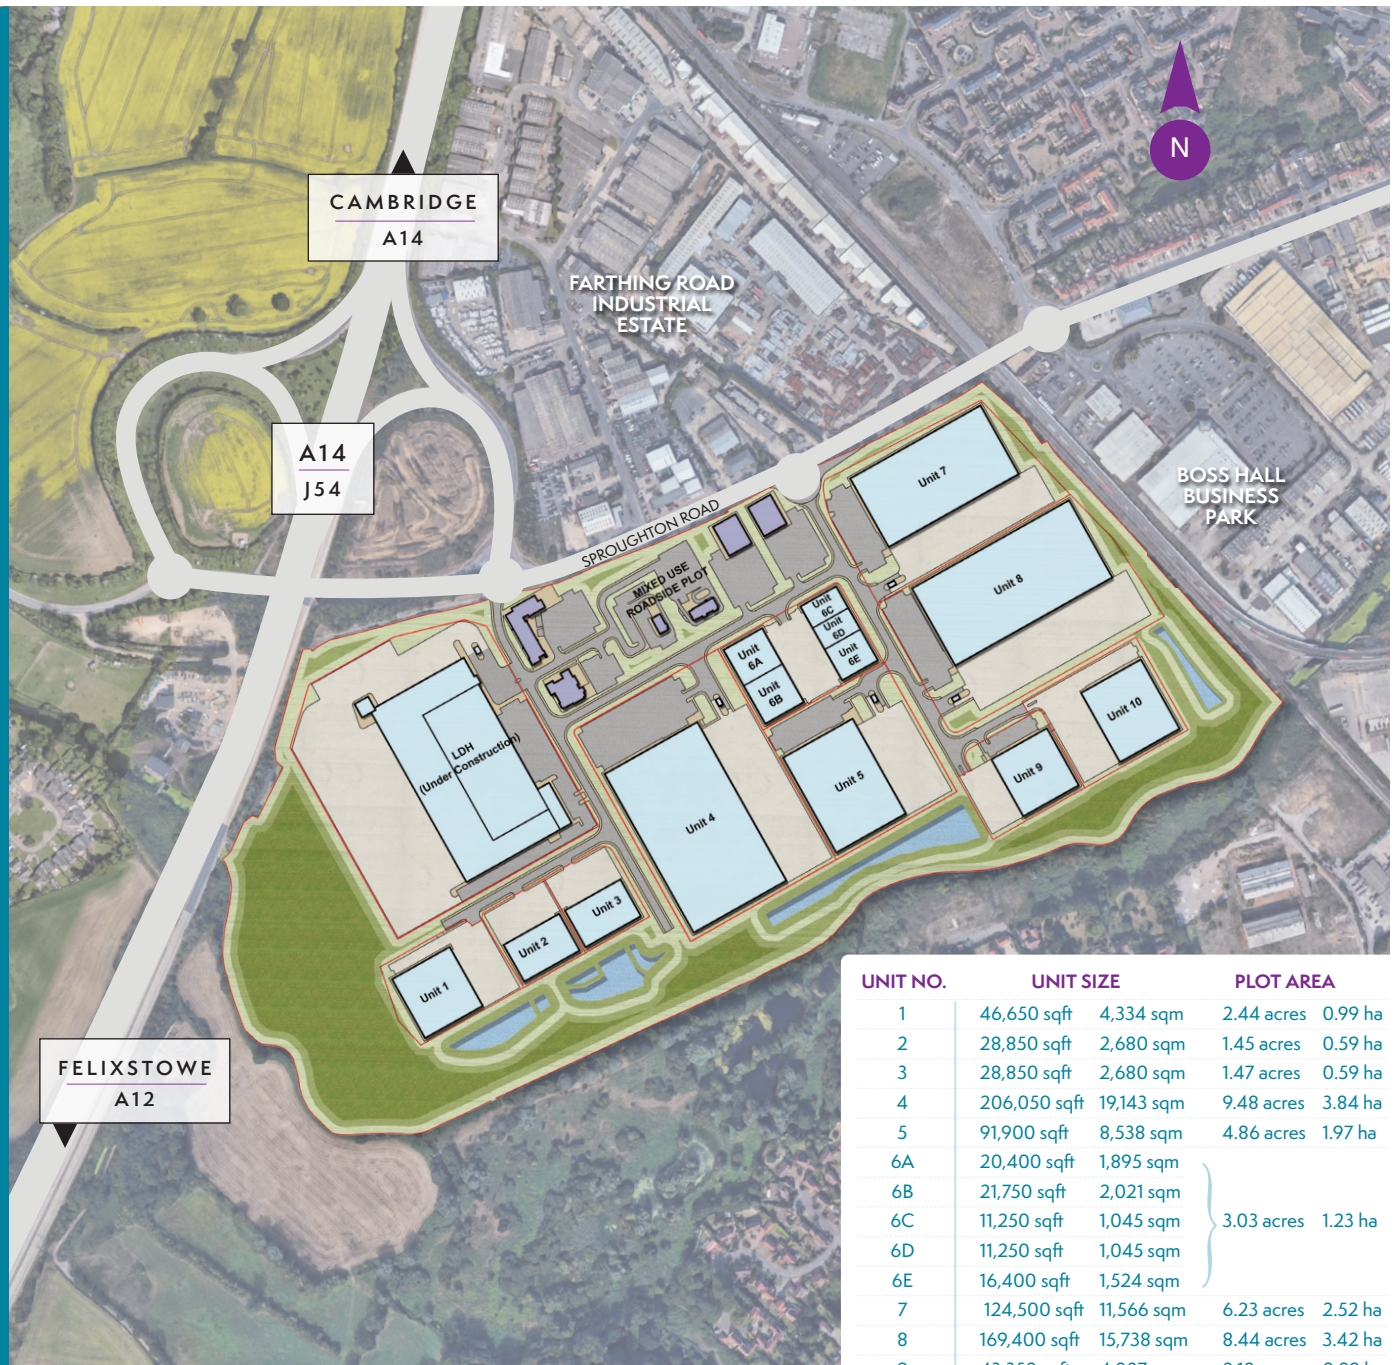 N
CAMBRIDGE
A14
FARTHING ROAD
INDUSTRIAL
ESTATE
A14
J54
BOSS HALL
BUSINESS
PARK
SPROUGHTON ROAD
MIXED USE
ROADSIDE PLOT
Unit 7
Unit 8
Unit
6C
Unit
6D
Unit
6E
Unit
6A
Unit
6B
Unit 10
Unit 9
Unit 5
Unit 4
LDH
(Under Construction)
Unit 3
Unit 2
Unit 1
FELIXSTOWE
A12
UNIT NO. UNIT SIZE PLOT AREA
1 46,650 sqft 4,334 sqm 2.44 acres 0.99 ha
2 28,850 sqft 2,680 sqm 1.45 acres 0.59 ha
3 28,850 sqft 2,680 sqm 1.47 acres 0.59 ha
4 206,050 sqft 19,143 sqm 9.48 acres 3.84 ha
5 91,900 sqft 8,538 sqm 4.86 acres 1.97 ha
6A 20,400 sqft 1,895 sqm
6B 21,750 sqft 2,021 sqm
6C 11,250 sqft 1,045 sqm 3.03 acres 1.23 ha
6D 11,250 sqft 1,045 sqm
6E 16,400 sqft 1,524 sqm
7 124,500 sqft 11,566 sqm 6.23 acres 2.52 ha
8 169,400 sqft 15,738 sqm 8.44 acres 3.42 ha